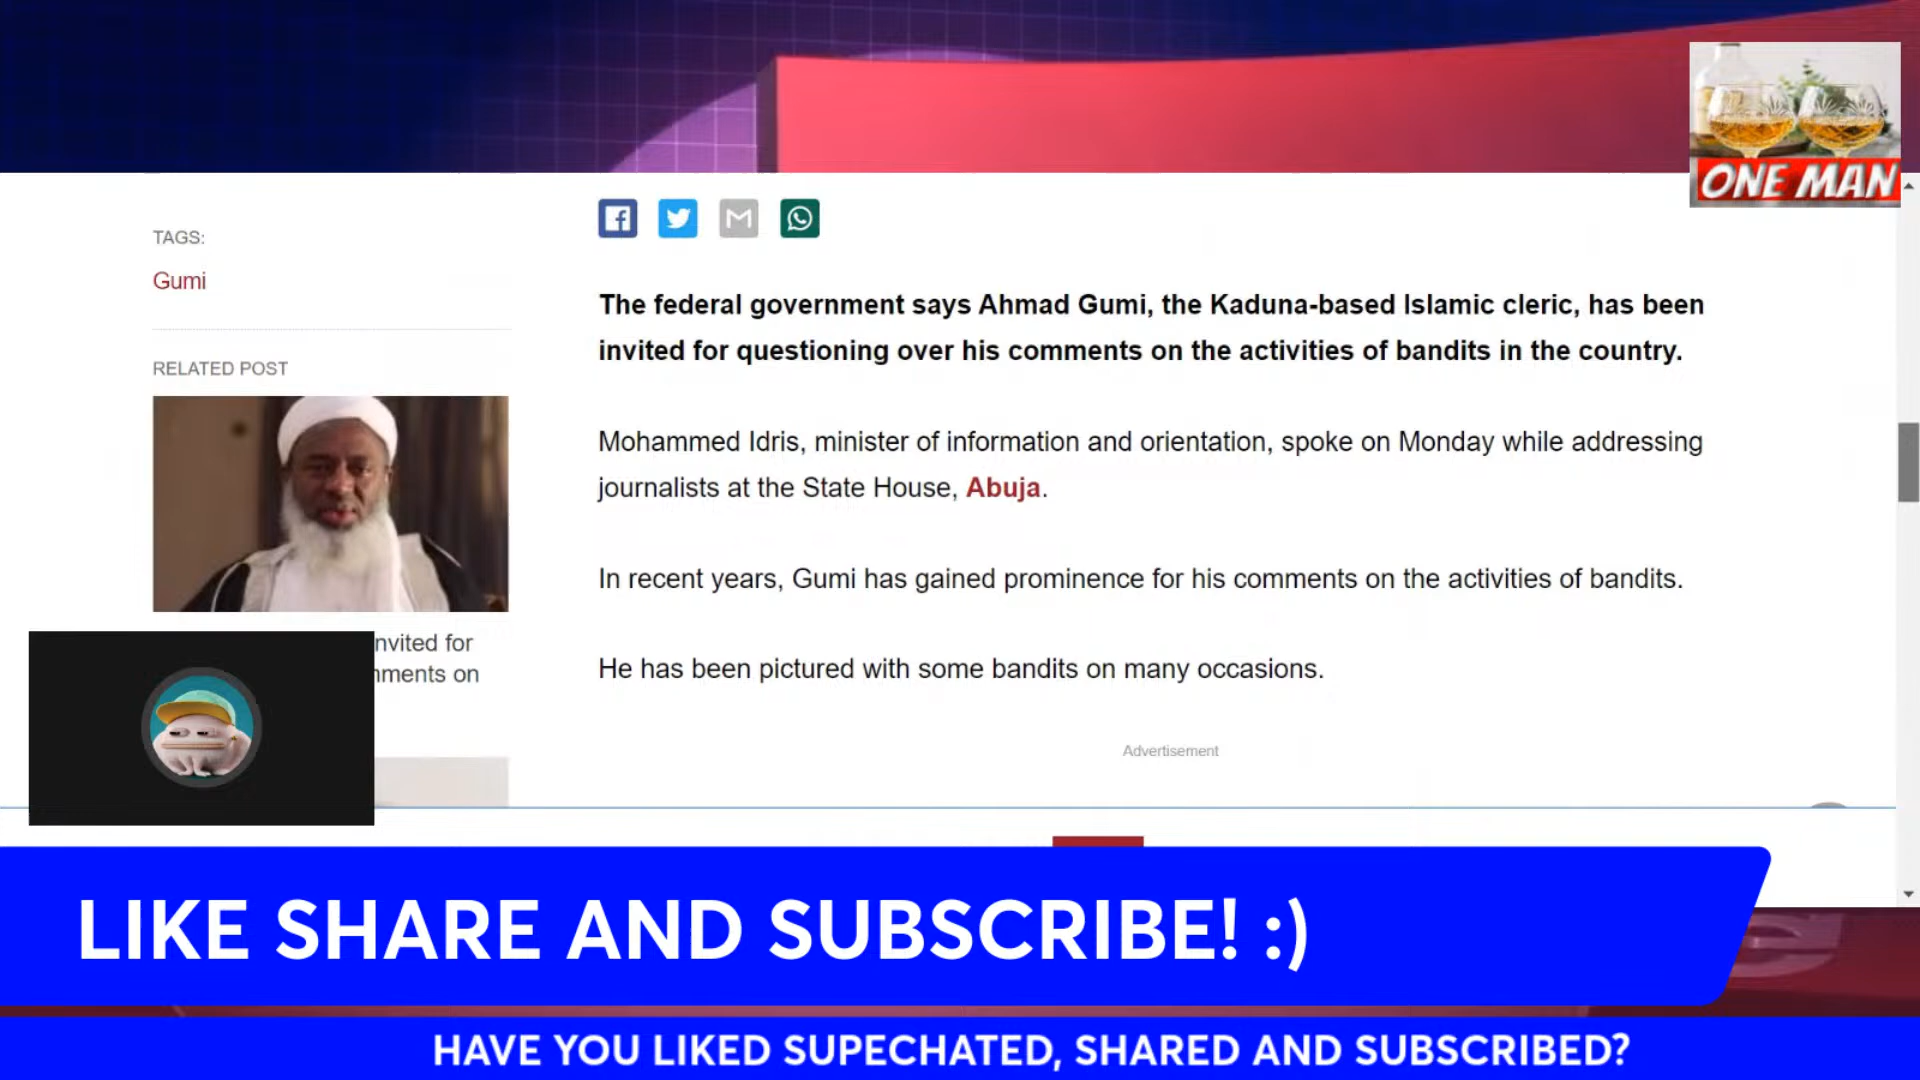 ONE MAN
TAGS:
Gumi
RELATED POST
nvited for
ments on
The federal government says Ahmad Gumi, the Kaduna-based Islamic cleric, has been
invited for questioning over his comments on the activities of bandits in the country.
Mohammed Idris, minister of information and orientation, spoke on Monday while addressing
journalists at the State House, Abuja.
In recent years, Gumi has gained prominence for his comments on the activities of bandits.
He has been pictured with some bandits on many occasions.
Advertisement
LIKE SHARE AND SUBSCRIBE! :)
HAVE YOU LIKED SUPECHATED, SHARED AND SUBSCRIBED?